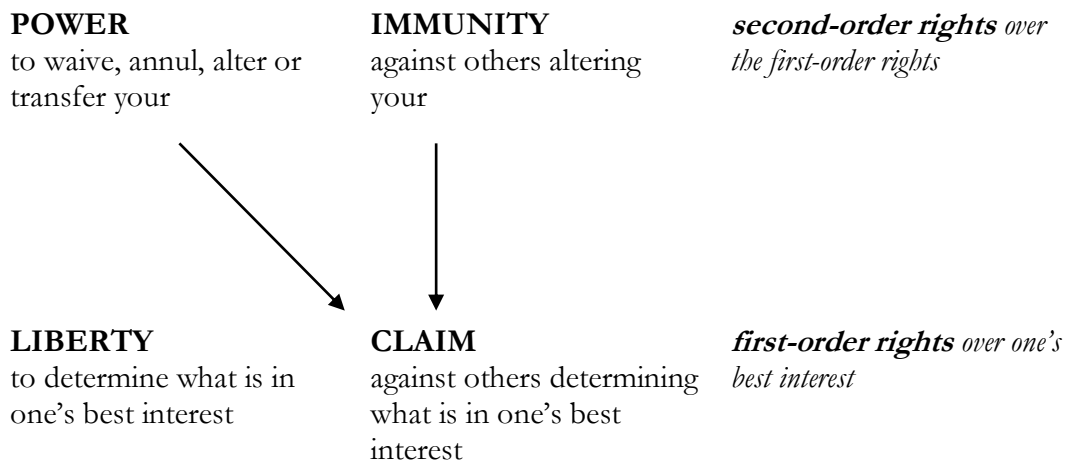 POWER
to waive, annul, alter or
transfer your
IMMUNITY
against others altering
your
second-order rights over
the first-order rights
LIBERTY
to determine what is in
one’s best interest
CLAIM
against others determining
what is in one’s best
interest
first-order rights over one’s
best interest